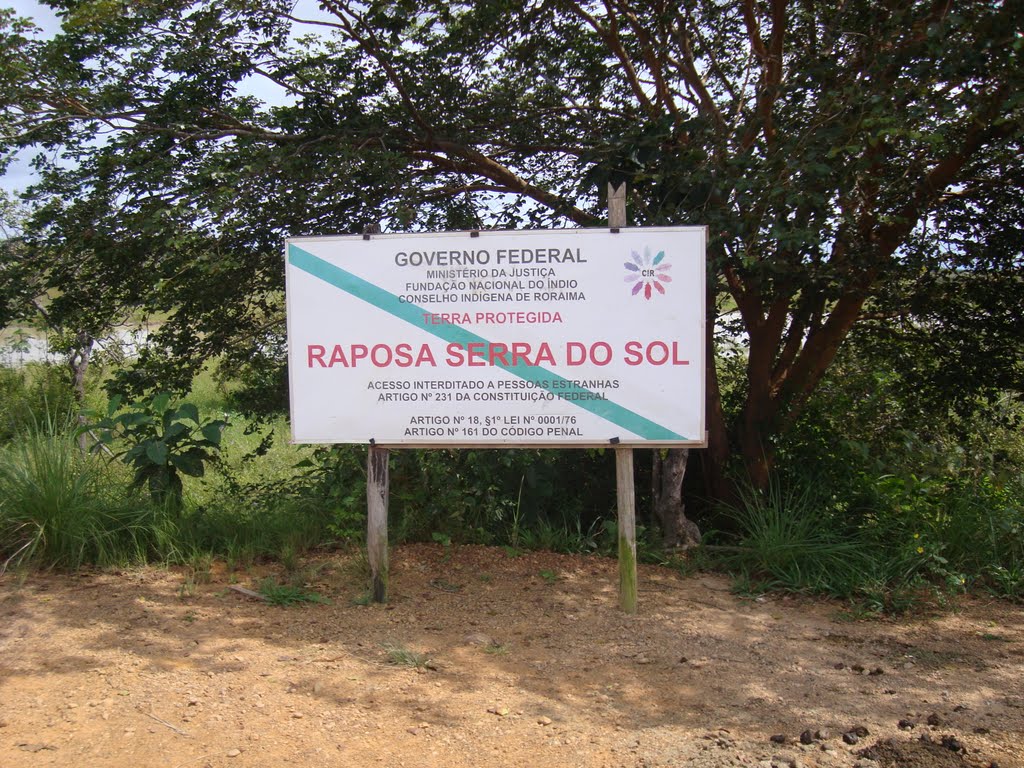 GOVERNO FEDERAL
MINISTÉRIO DA JUSTIÇA
FUNDAÇÃO NACIONAL DO ÍNDIO
CONSELHO INDÍGENA DE RORAIMA
CIR
TERRA PROTEGIDA
RAPOSA SERRA DO SOL
ACESSO INTERDITADO A PESSOAS ESTRANHAS
ARTIGO Nº 231 DA CONSTITUIÇÃO FEDERAL
ARTIGO Nº 18, §1º LEI Nº 0001/76
ARTIGO Nº 161 DO CÓDIGO PENAL